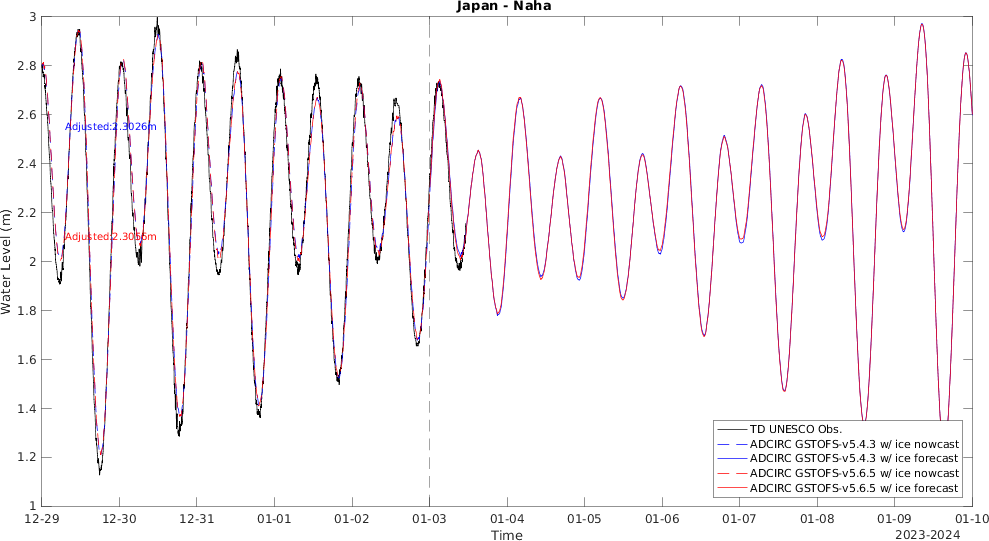 Japan - Naha
3
2.8
2.6
2.4
2.2
2
1.8
1.6
1.4
1.2
1
Water Level (m)
Adjusted:2.3026m
Adjusted:2.3055m
TD UNESCO Obs.
ADCIRC GSTOFS-v5.4.3 w/ ice nowcast
ADCIRC GSTOFS-v5.4.3 w/ ice forecast
ADCIRC GSTOFS-v5.6.5 w/ ice nowcast
ADCIRC GSTOFS-v5.6.5 w/ ice forecast
12-29 12-30 12-31 01-01 01-02 01-03 01-04 01-05 01-06 01-07 01-08 01-09 01-10
Time
2023-2024